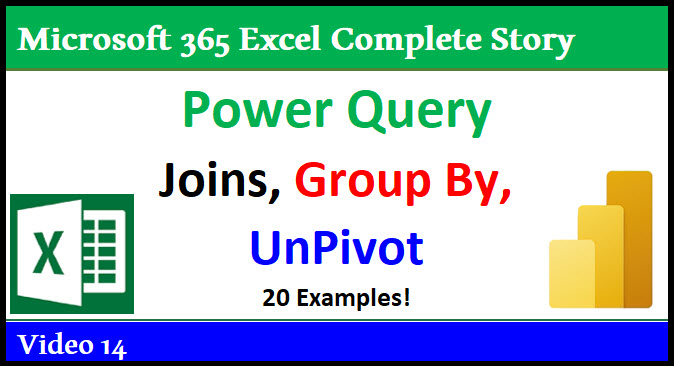 Microsoft 365 Excel Complete Story
Power Query
Joins, Group By,
UnPivot
X
20 Examples!
Video 14